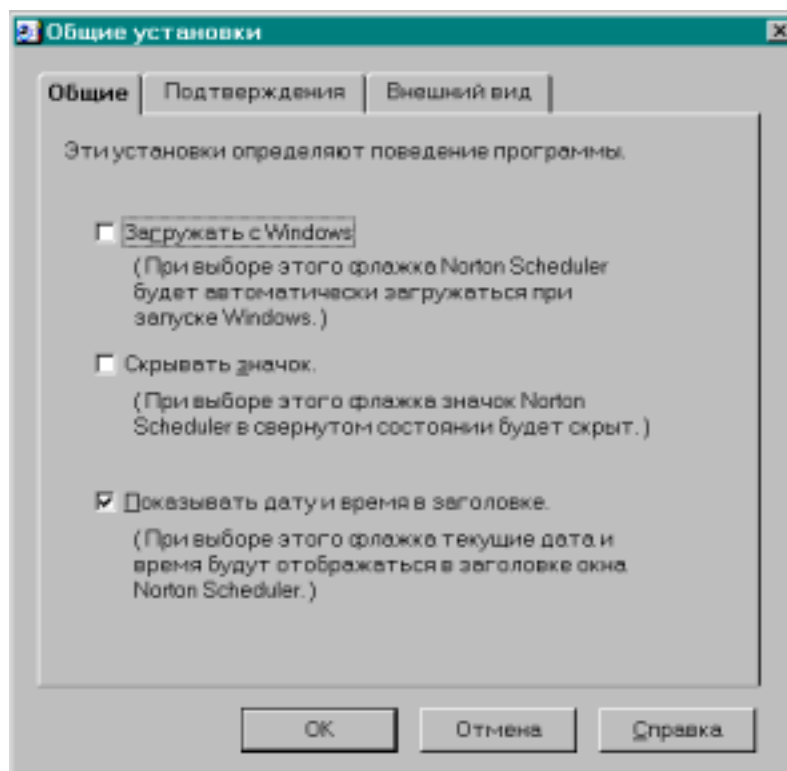 Общие установки
Общие Подтверждения Внешний вид
Эти установки определяют поведение программы.
Загружать с Windows
(При выборе этого флажка Norton Scheduler
будет автоматически загружаться при
запуске Windows.)
Скрывать значок.
(При выборе этого флажка значок Norton
Scheduler в свернутом состоянии будет скрыт.)
Показывать дату и время в заголовке.
(При выборе этого флажка текущие дата и
время будут отображаться в заголовке окна
Norton Scheduler.)
OK Отмена Справка